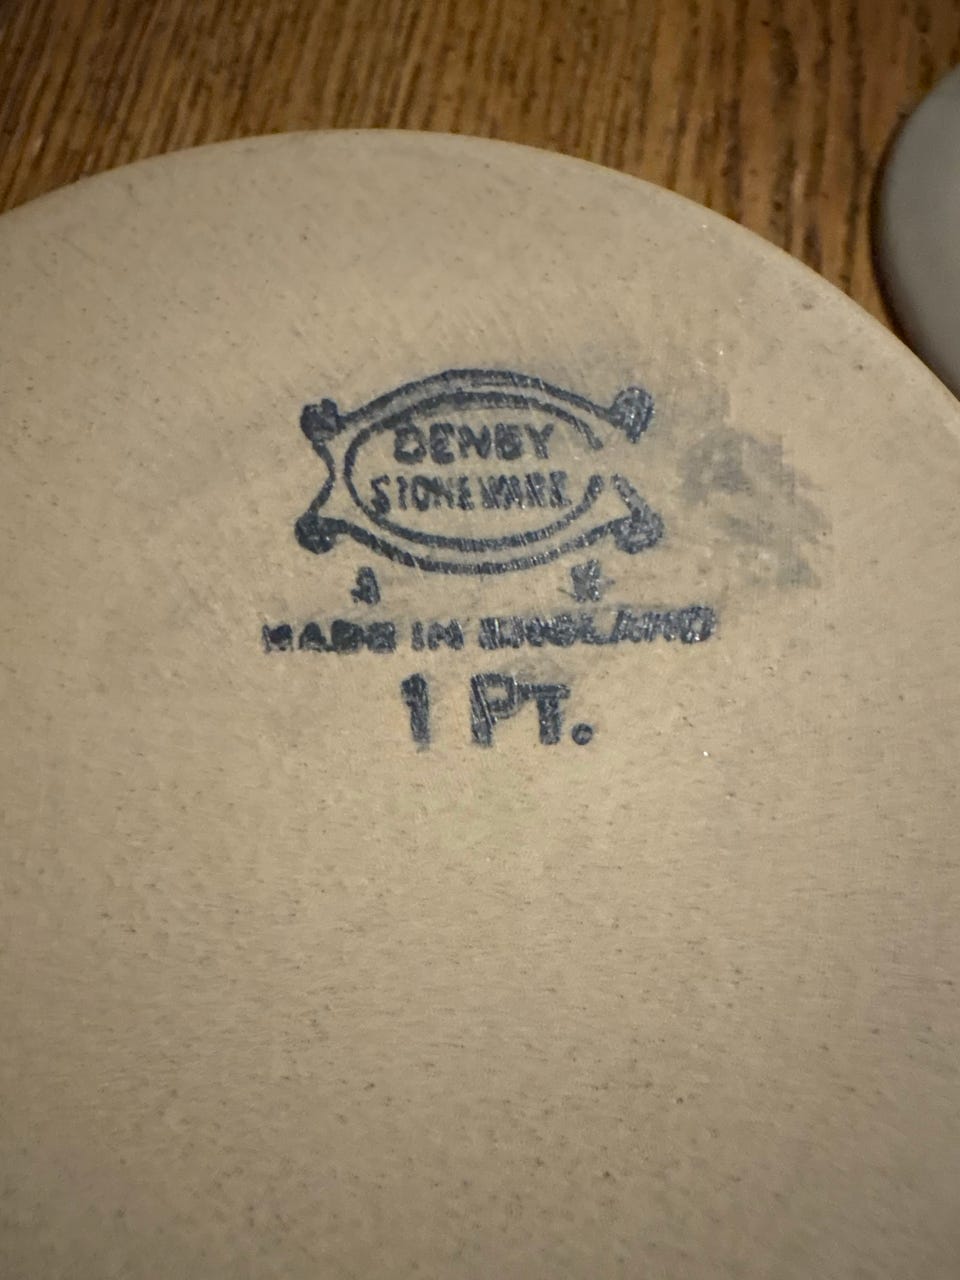 DENBY
STONEWARE
MADE IN ENGLAND
1 PT.